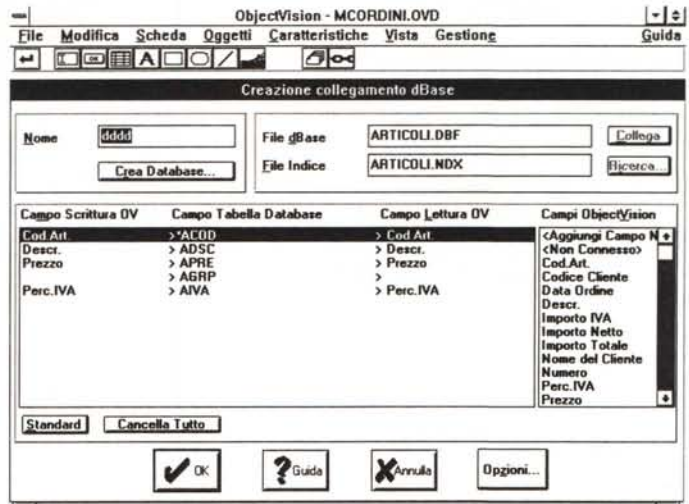 ObjectVision - MCORDINI.OVD
File Modifica Scheda Oggetti Caratteristiche Vista Gestione Guida
OK A
Creazione collegamento dBase
Nome dddd File dBase ARTICOLI.DBF Collega
Crea Database... File Indice ARTICOLI.NDX Ricerca...
Campo Scrittura OV Campo Tabella Database Campo Lettura OV Campi ObjectVision
Cod.Art. >*ACOD > Cod.Art. <Aggiungi Campo N
Descr. > ADSC > Descr. <Non Connesso>
Prezzo > APRE > Prezzo Cod.Art.
> AGRP > Codice Cliente
Perc.IVA > AIVA > Perc.IVA Data Ordine
Descr.
Importo IVA
Importo Netto
Importo Totale
Nome del Cliente
Numero
Perc.IVA
Prezzo
Standard Cancella Tutto
OK ? Guida Annulla Opzioni...